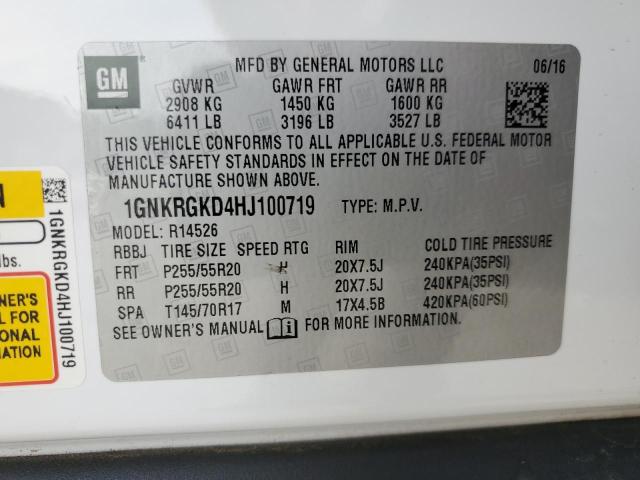 GM
MFD BY GENERAL MOTORS LLC 06/16
GVWR GAWR FRT GAWR RR
2908 KG 1450 KG 1600 KG
6411 LB 3196 LB 3527 LB
THIS VEHICLE CONFORMS TO ALL APPLICABLE U.S. FEDERAL MOTOR
VEHICLE SAFETY STANDARDS IN EFFECT ON THE DATE OF
MANUFACTURE SHOWN ABOVE.
1GNKRGKD4HJ100719 TYPE: M.P.V.
MODEL: R14526
RBBJ TIRE SIZE SPEED RTG RIM COLD TIRE PRESSURE
FRT P255/55R20 H 20X7.5J 240KPA(35PSI)
RR P255/55R20 H 20X7.5J 240KPA(35PSI)
SPA T145/70R17 M 17X4.5B 420KPA(60PSI)
SEE OWNER'S MANUAL FOR MORE INFORMATION.
lbs.
NER'S
L FOR
IONAL
MATION
1GNKRGKD4HJ100719